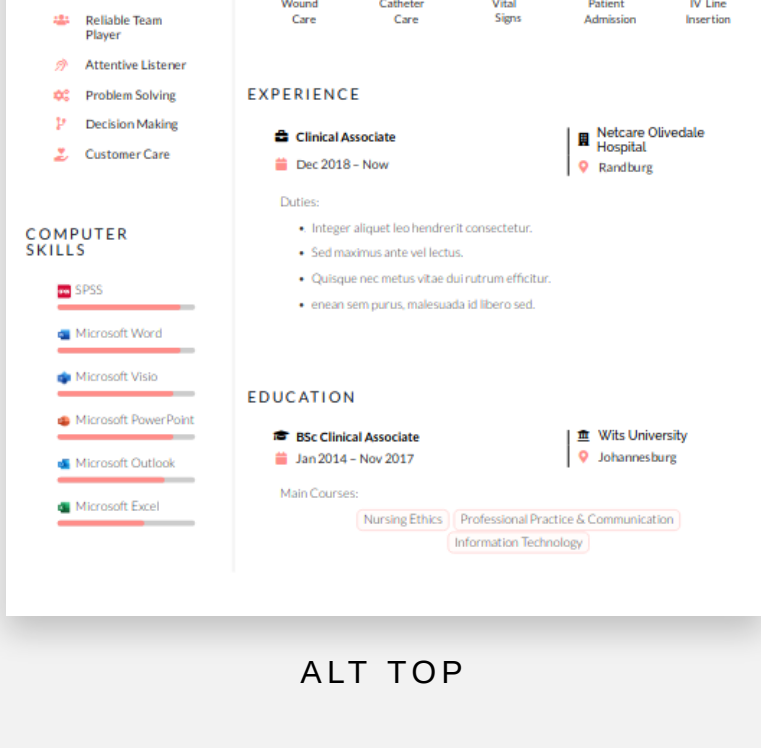 Reliable Team
Player
Attentive Listener
Problem Solving
Decision Making
Customer Care
COMPUTER
SKILLS
SPSS
Microsoft Word
Microsoft Visio
Microsoft PowerPoint
Microsoft Outlook
Microsoft Excel
Wound
Care
Catheter
Care
Vital
Signs
Patient
Admission
IV Line
Insertion
EXPERIENCE
Clinical Associate
Dec 2018 – Now
Netcare Olivedale
Hospital
Randburg
Duties:
• Integer aliquet leo hendrerit consectetur.
• Sed maximus ante vel lectus.
• Quisque nec metus vitae dui rutrum efficitur.
• enean sem purus, malesuada id libero sed.
EDUCATION
BSc Clinical Associate
Jan 2014 – Nov 2017
Wits University
Johannesburg
Main Courses:
Nursing Ethics
Professional Practice & Communication
Information Technology
ALT TOP